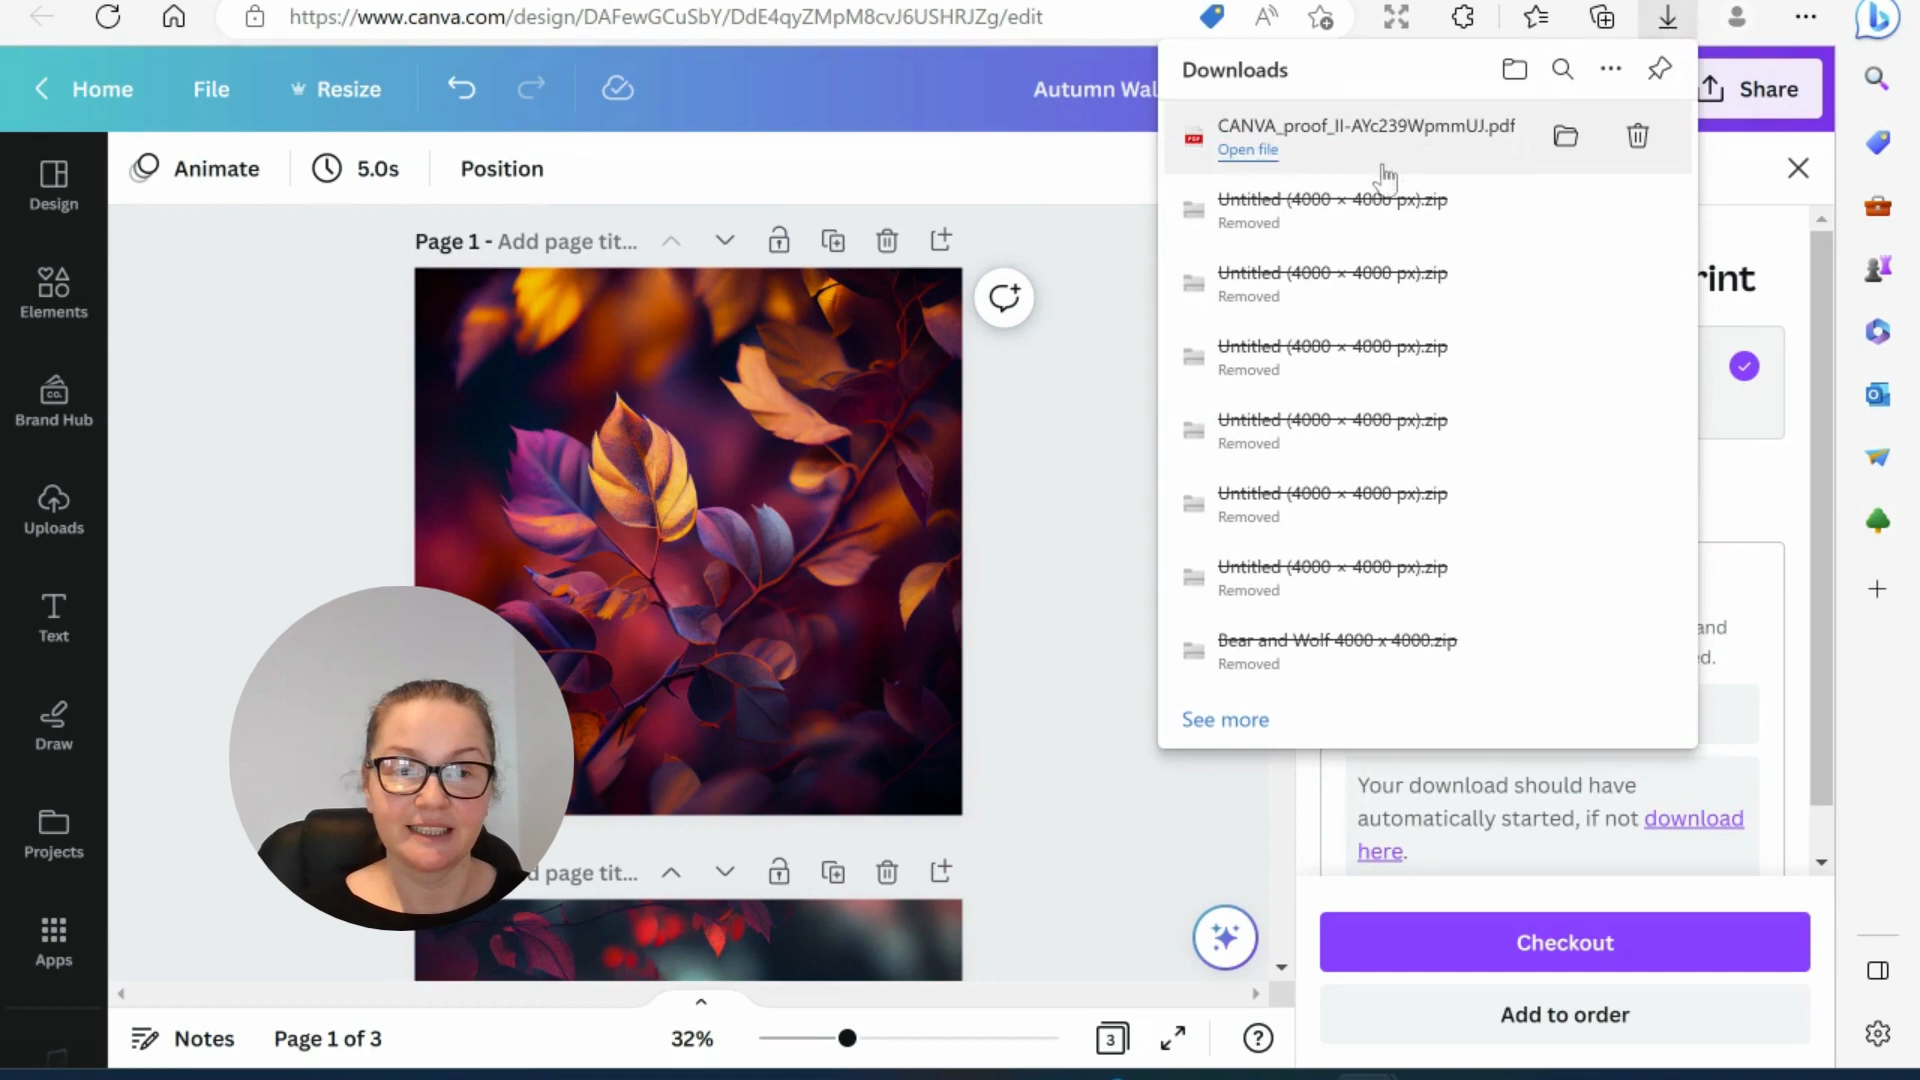 https://www.canva.com/design/DAFewGCuSbY/DdE4qyZMpM8cvJ6USHRJZg/edit
Home
File
Resize
Autumn Wal
Share
Downloads
CANVA_proof_II-AYc239WpmmUJ.pdf
Open file
Untitled (4000 × 4000 px).zip
Removed
Untitled (4000 × 4000 px).zip
Removed
Untitled (4000 × 4000 px).zip
Removed
Untitled (4000 × 4000 px).zip
Removed
Untitled (4000 × 4000 px).zip
Removed
Untitled (4000 × 4000 px).zip
Removed
Bear and Wolf 4000 x 4000.zip
Removed
See more
Animate
5.0s
Position
Design
Elements
Brand Hub
CO.
Uploads
Text
Draw
Projects
Apps
Page 1 - Add page tit...
d page tit...
rint
and
d.
Your download should have
automatically started, if not download
here.
Checkout
Add to order
Notes
Page 1 of 3
32%
3